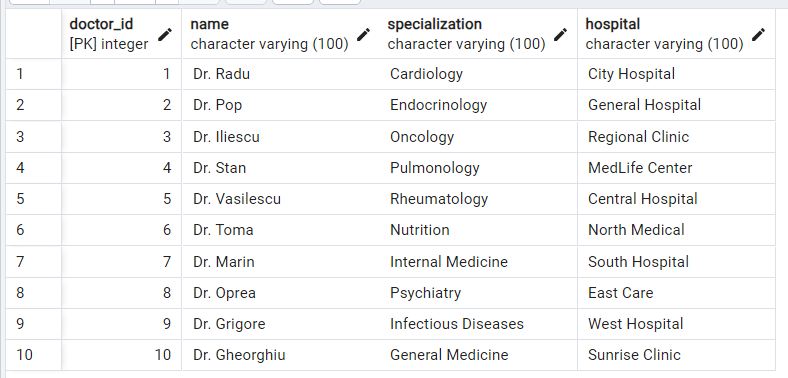 doctor_id name specialization hospital
[PK] integer character varying (100) character varying (100) character varying (100)
1 1 Dr. Radu Cardiology City Hospital
2 2 Dr. Pop Endocrinology General Hospital
3 3 Dr. Iliescu Oncology Regional Clinic
4 4 Dr. Stan Pulmonology MedLife Center
5 5 Dr. Vasilescu Rheumatology Central Hospital
6 6 Dr. Toma Nutrition North Medical
7 7 Dr. Marin Internal Medicine South Hospital
8 8 Dr. Oprea Psychiatry East Care
9 9 Dr. Grigore Infectious Diseases West Hospital
10 10 Dr. Gheorghiu General Medicine Sunrise Clinic